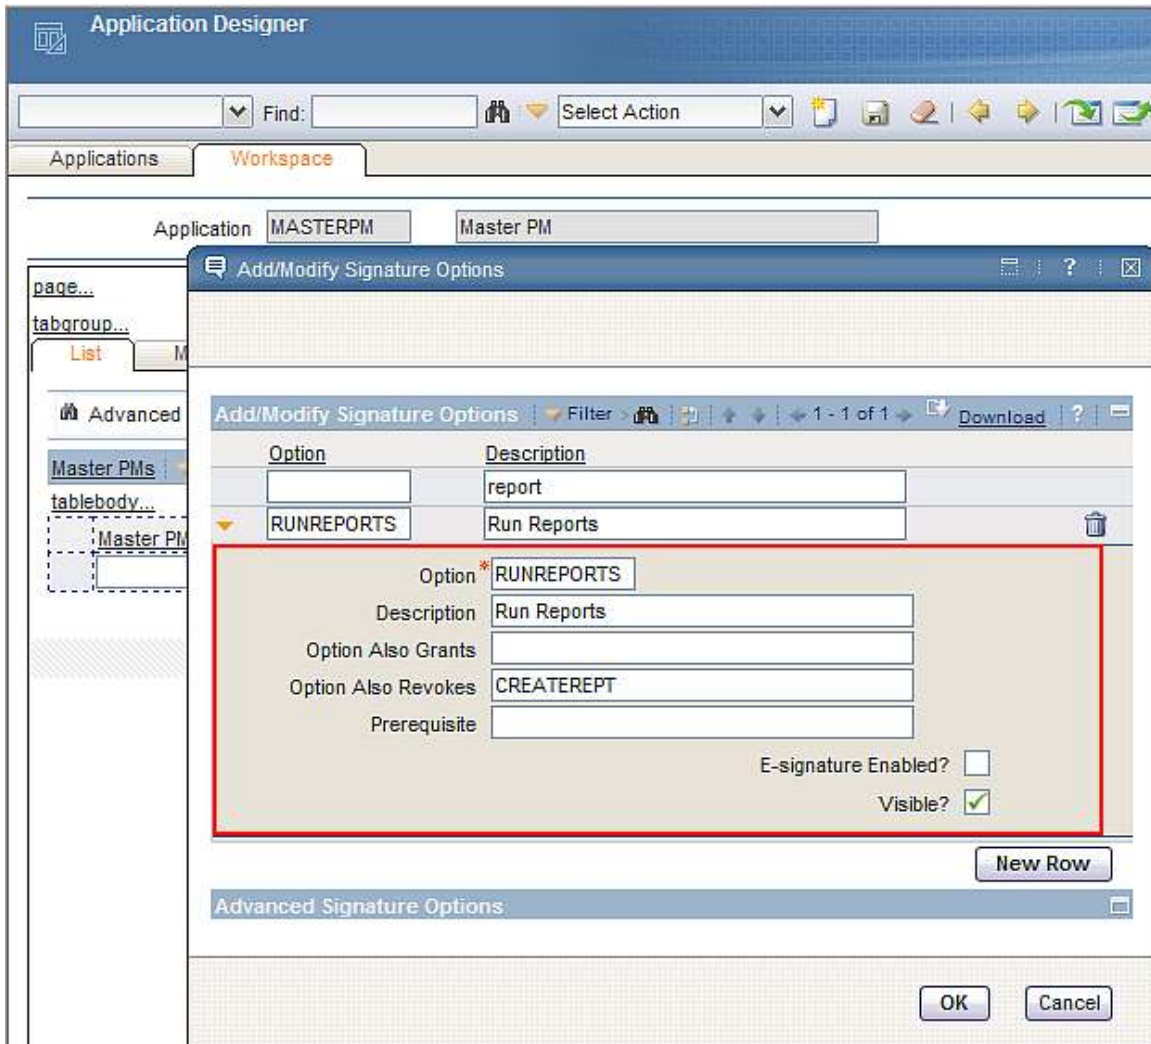 Application Designer
Find: Select Action
Applications Workspace
Application MASTERPM Master PM
Add/Modify Signature Options ?
page...
tabgroup...
List M
Advanced
Add/Modify Signature Options Filter > 1 - 1 of 1 Download ?
Option Description
Master PMs
report
tablebody...
RUNREPORTS Run Reports
Master PM
Option * RUNREPORTS
Description Run Reports
Option Also Grants
Option Also Revokes CREATEREPT
Prerequisite
E-signature Enabled?
Visible?
New Row
Advanced Signature Options
OK Cancel